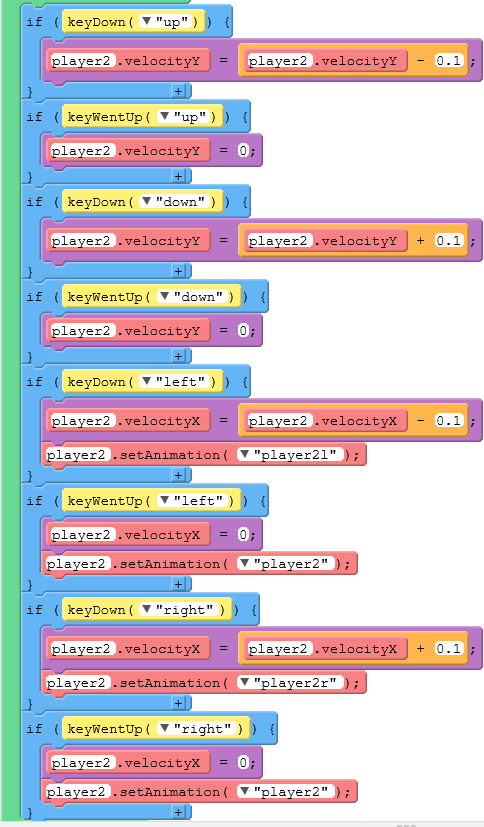 if ( keyDown( ▼ "up" ) ) {
player2 .velocityY = player2 .velocityY - 0.1 ;
} +
if ( keyWentUp( ▼ "up" ) ) {
player2 .velocityY = 0;
} +
if ( keyDown( ▼ "down" ) ) {
player2 .velocityY = player2 .velocityY + 0.1 ;
} +
if ( keyWentUp( ▼ "down" ) ) {
player2 .velocityY = 0;
} +
if ( keyDown( ▼ "left" ) ) {
player2 .velocityX = player2 .velocityX - 0.1 ;
player2 .setAnimation( ▼ "player2l" );
} +
if ( keyWentUp( ▼ "left" ) ) {
player2 .velocityX = 0;
player2 .setAnimation( ▼ "player2" );
} +
if ( keyDown( ▼ "right" ) ) {
player2 .velocityX = player2 .velocityX + 0.1 ;
player2 .setAnimation( ▼ "player2r" );
} +
if ( keyWentUp( ▼ "right" ) ) {
player2 .velocityX = 0;
player2 .setAnimation( ▼ "player2" );
} +